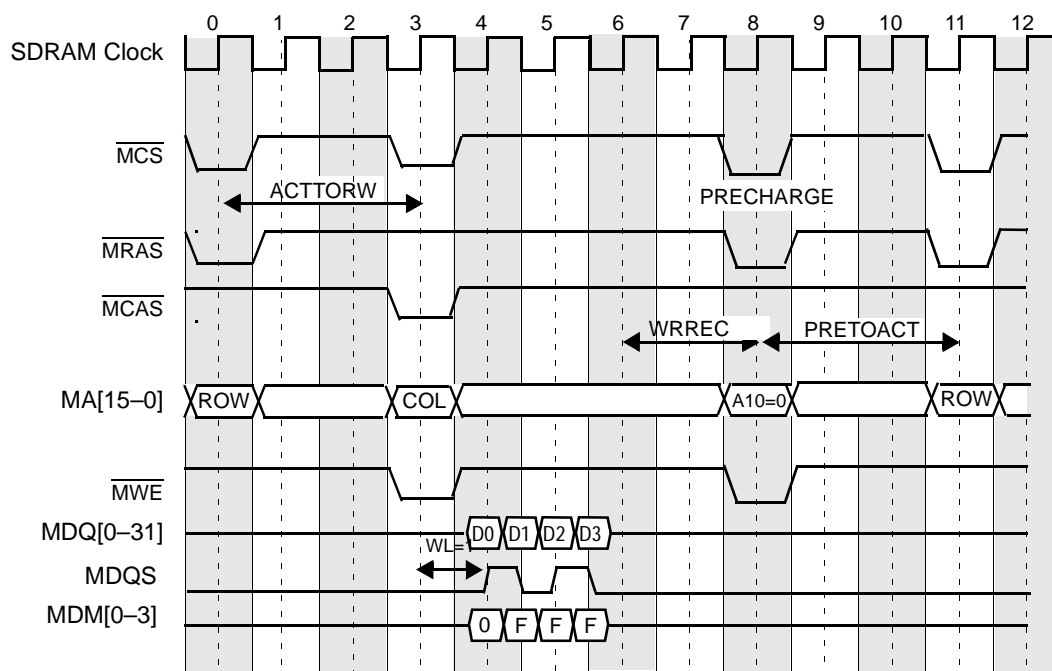 0 1 2 3 4 5 6 7 8 9 10 11 12
SDRAM Clock
MCS
ACTTORW
PRECHARGE
MRAS
MCAS
WRREC PRETOACT
MA[15–0] ROW COL A10=0 ROW
MWE
MDQ[0–31] D0 D1 D2 D3
WL=1
MDQS
MDM[0–3] 0 F F F